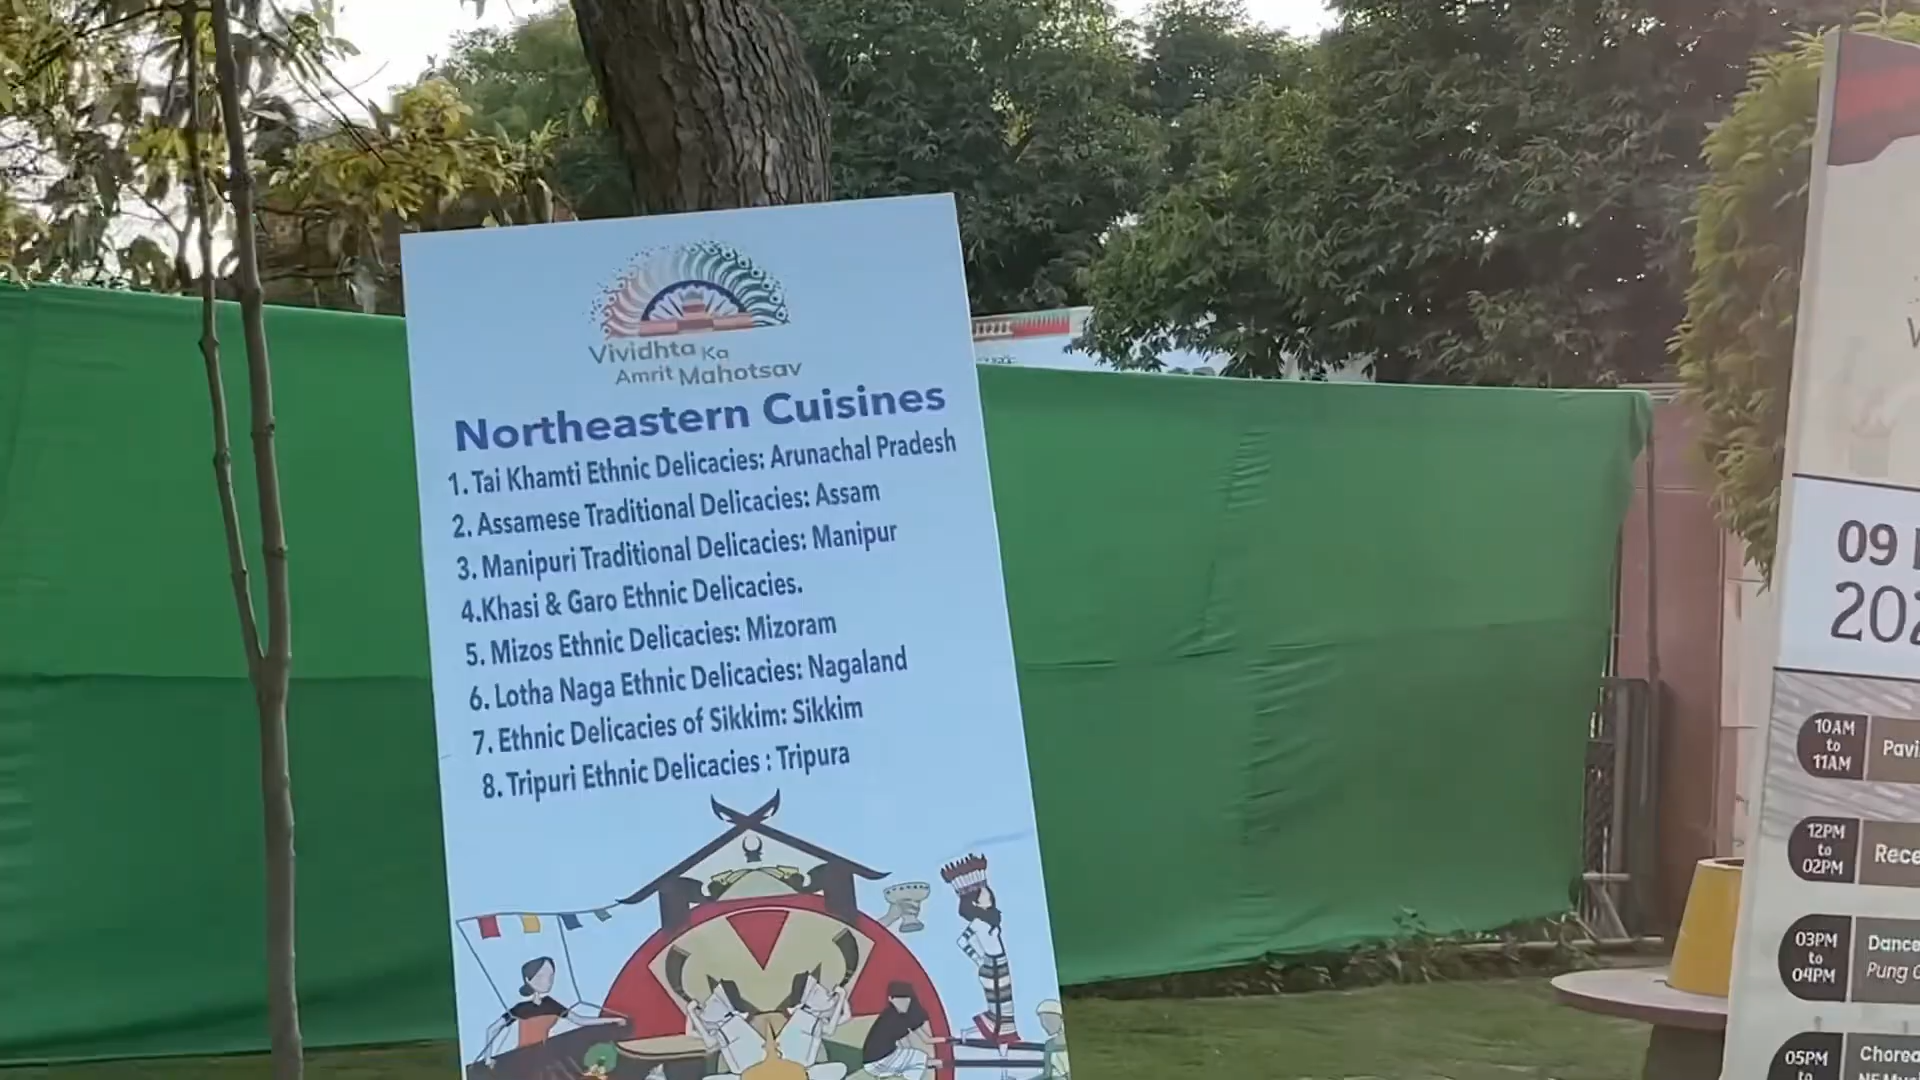 Vividhta Ka
Amrit Mahotsav
Northeastern Cuisines
1. Tai Khamti Ethnic Delicacies: Arunachal Pradesh
2. Assamese Traditional Delicacies: Assam
3. Manipuri Traditional Delicacies: Manipur
4.Khasi & Garo Ethnic Delicacies.
5. Mizos Ethnic Delicacies: Mizoram
6. Lotha Naga Ethnic Delicacies: Nagaland
7. Ethnic Delicacies of Sikkim: Sikkim
8. Tripuri Ethnic Delicacies : Tripura
09
10AM
to
11AM
12PM
to
02PM
03PM
to
04PM
Dance
Pung
05PM
to